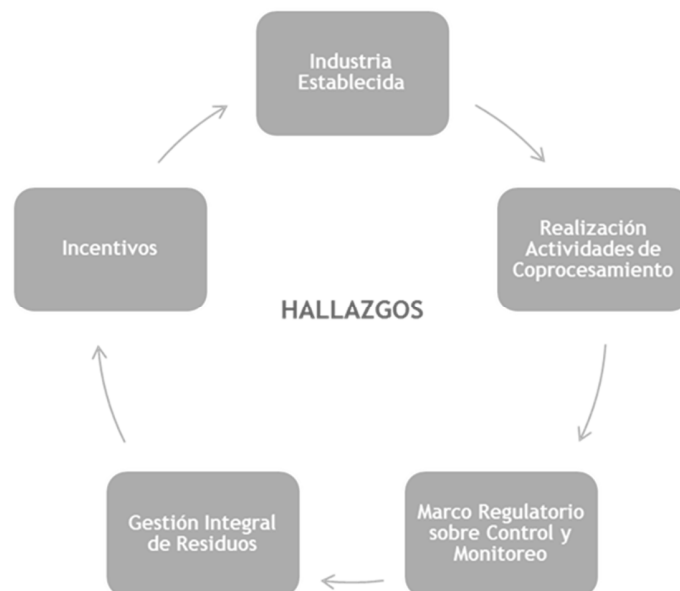 Industria
Establecida
Realización
Actividades de
Coprocesamiento
Incentivos
HALLAZGOS
Gestión Integral
de Residuos
Marco Regulatorio
sobre Control y
Monitoreo